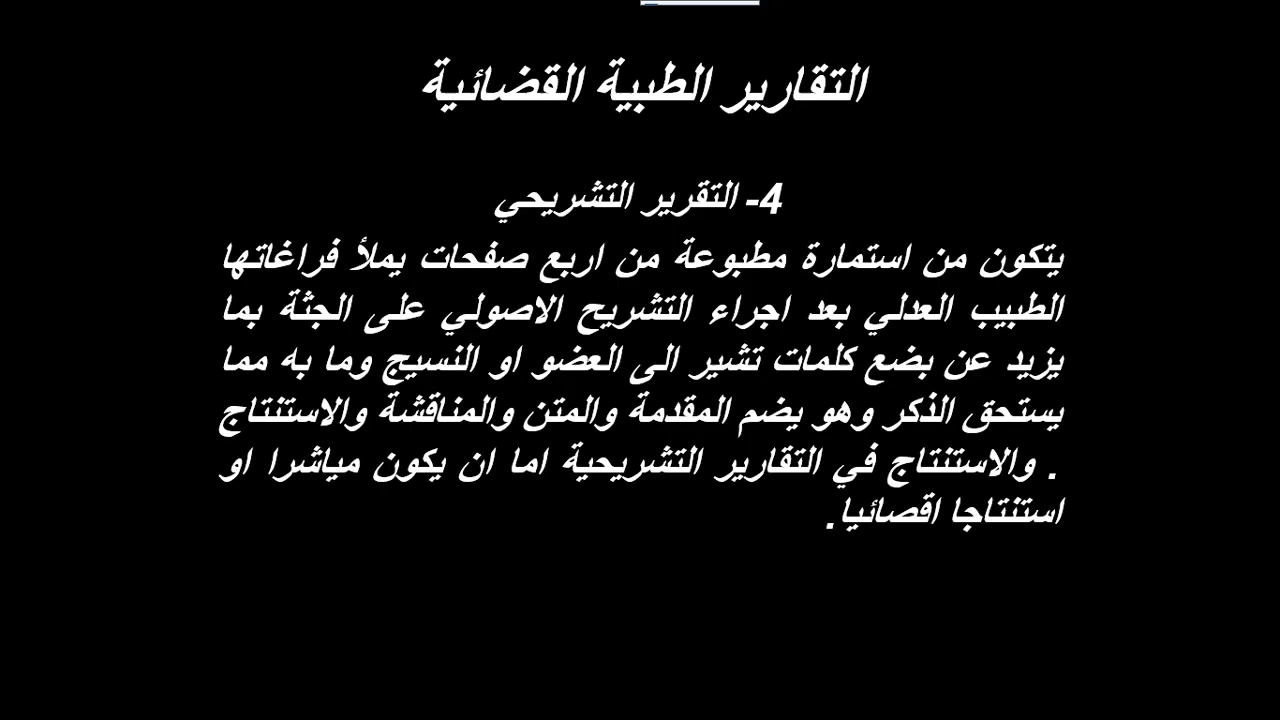 التقارير الطبية القضائية
4- التقرير التشريحي
يتكون من استمارة مطبوعة من اربع صفحات يملأ فراغاتها
الطبيب العدلي بعد اجراء التشريح الاصولي على الجثة بما
يزيد عن بضع كلمات تشير الى العضو او النسيج وما به مما
يستحق الذكر وهو يضم المقدمة والمتن والمناقشة والاستنتاج
. والاستنتاج في التقارير التشريحية اما ان يكون مياشرا او
استنتاجا اقصائيا.